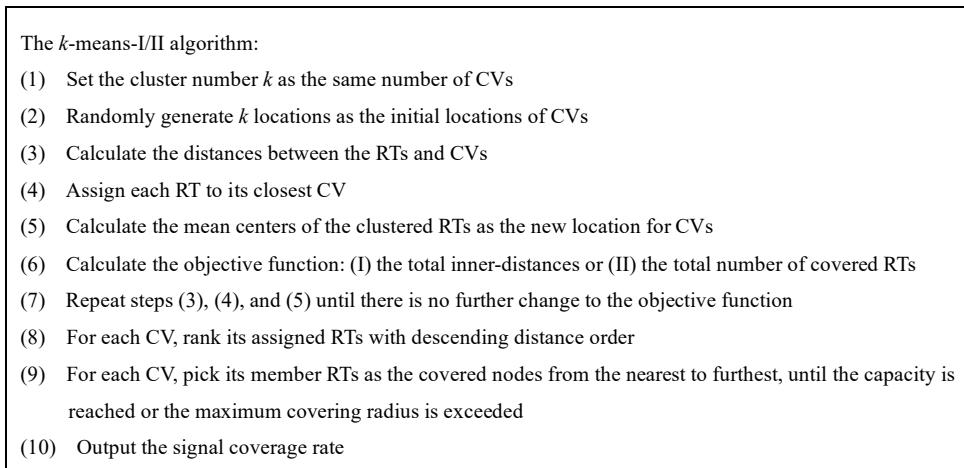 The k-means-I/II algorithm:
(1) Set the cluster number k as the same number of CVs
(2) Randomly generate k locations as the initial locations of CVs
(3) Calculate the distances between the RTs and CVs
(4) Assign each RT to its closest CV
(5) Calculate the mean centers of the clustered RTs as the new location for CVs
(6) Calculate the objective function: (I) the total inner-distances or (II) the total number of covered RTs
(7) Repeat steps (3), (4), and (5) until there is no further change to the objective function
(8) For each CV, rank its assigned RTs with descending distance order
(9) For each CV, pick its member RTs as the covered nodes from the nearest to furthest, until the capacity is
reached or the maximum covering radius is exceeded
(10) Output the signal coverage rate